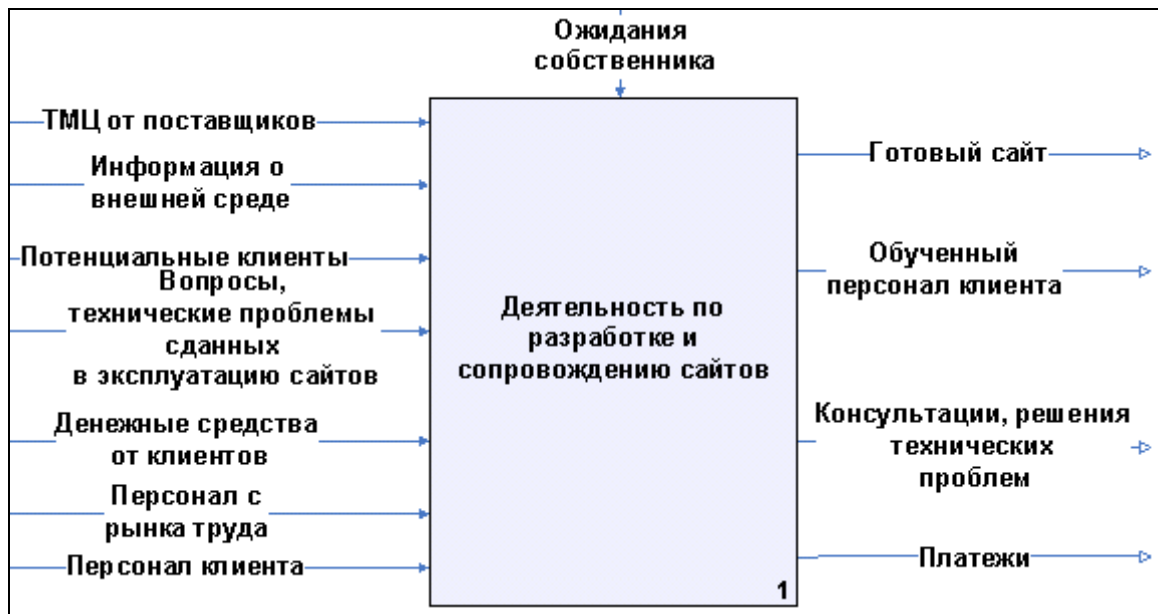 Ожидания
собственника
ТМЦ от поставщиков
Информация о
внешней среде
Потенциальные клиенты
Вопросы,
технические проблемы
сданных
в эксплуатацию сайтов
Денежные средства
от клиентов
Персонал с
рынка труда
Персонал клиента
Деятельность по
разработке и
сопровождению сайтов
1
Готовый сайт
Обученный
персонал клиента
Консультации, решения
технических
проблем
Платежи